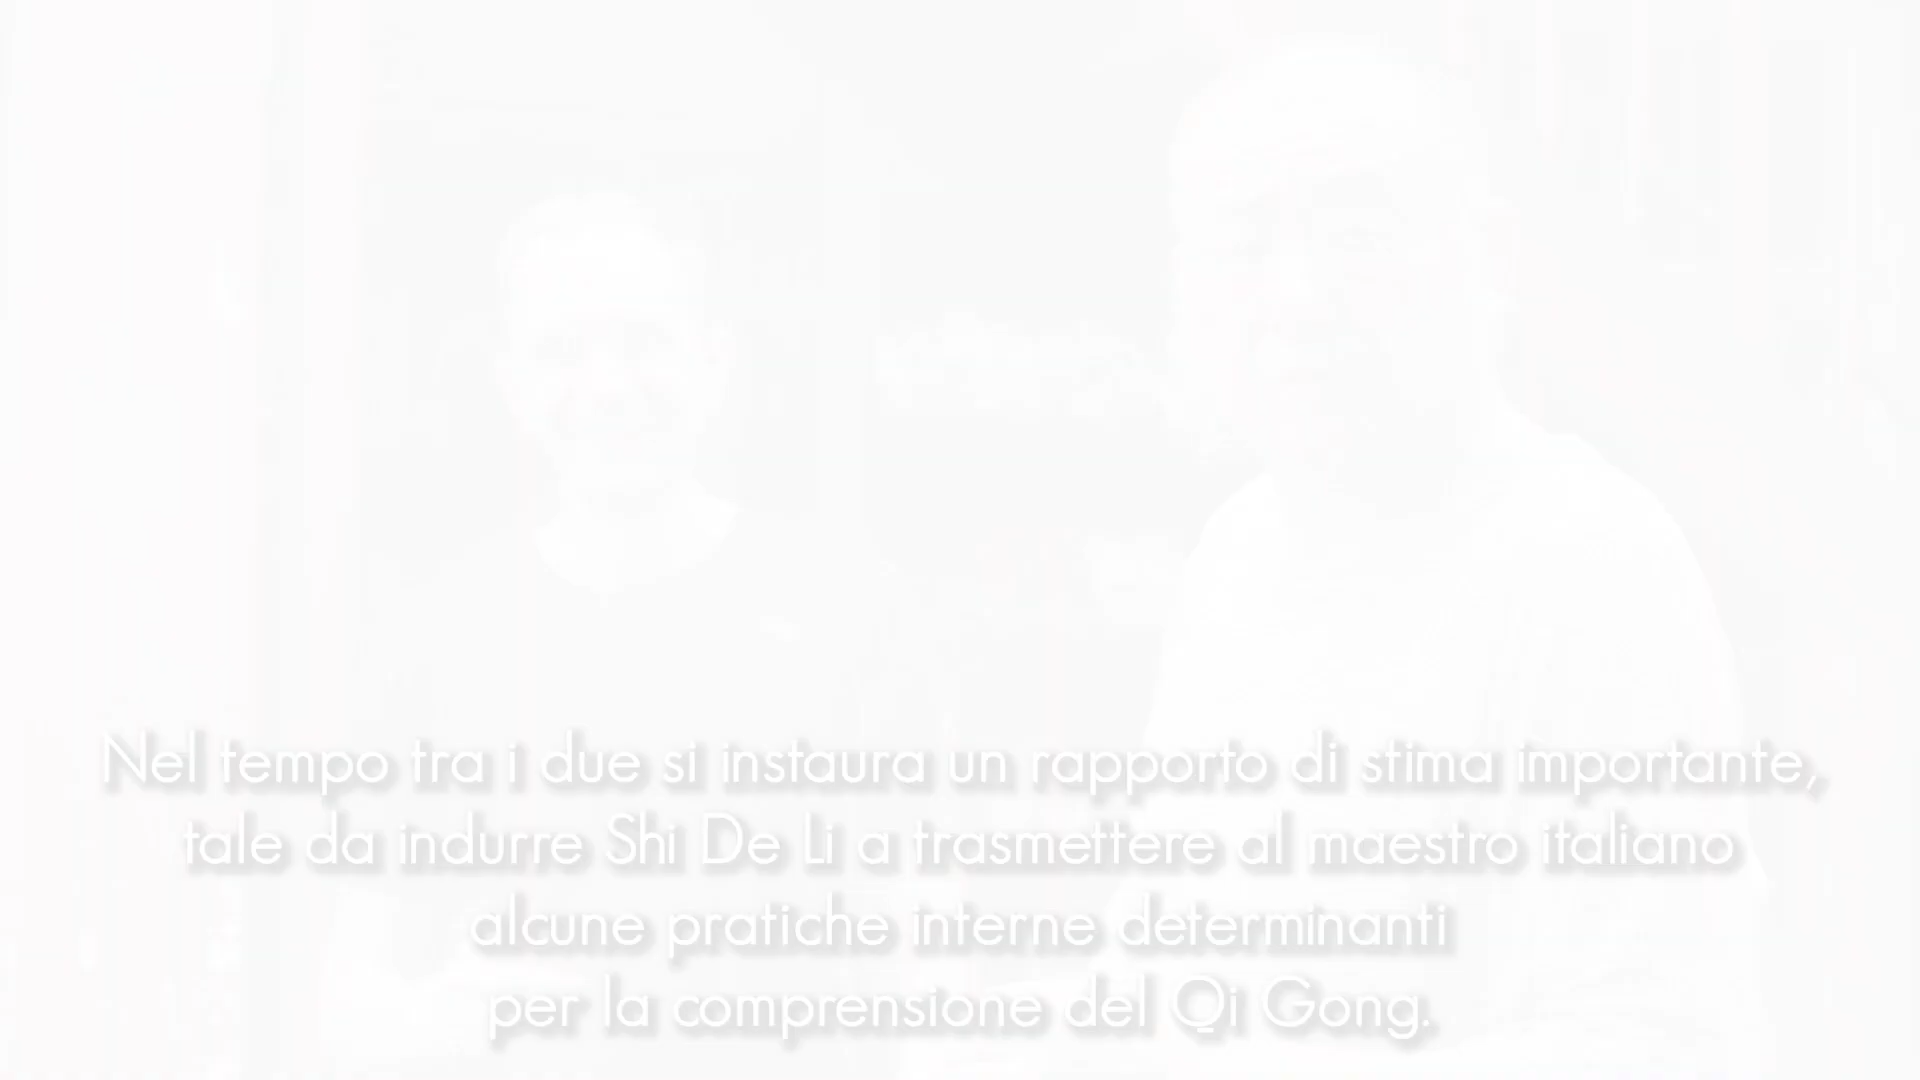 Nel tempo tra i due si instaura un rapporto di stima importante,
tale da indurre Shi De Li a trasmettere al maestro italiano
alcune pratiche interne determinanti
per la comprensione del Qi Gong.